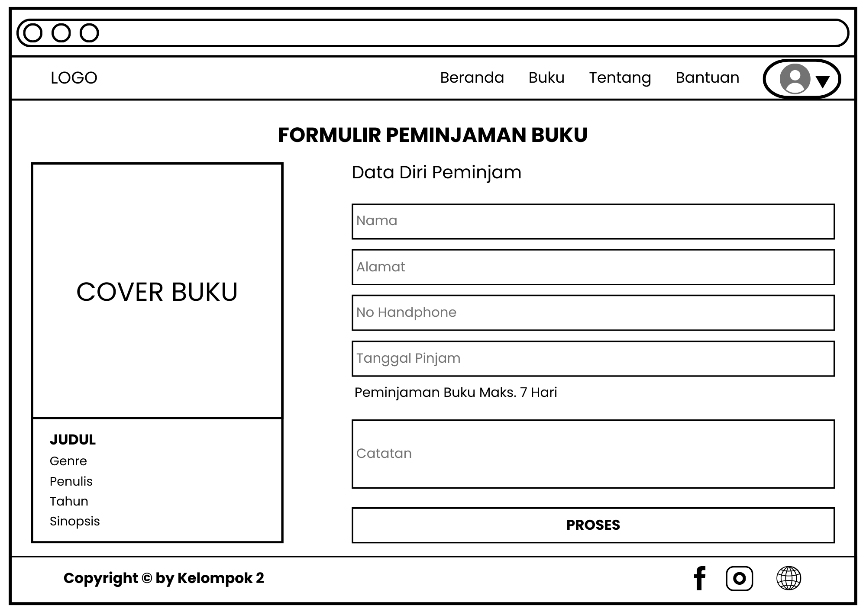 LOGO
Beranda
Buku
Tentang
Bantuan
FORMULIR PEMINJAMAN BUKU
COVER BUKU
JUDUL
Genre
Penulis
Tahun
Sinopsis
Data Diri Peminjam
Nama
Alamat
No Handphone
Tanggal Pinjam
Peminjaman Buku Maks. 7 Hari
Catatan
PROSES
Copyright © by Kelompok 2